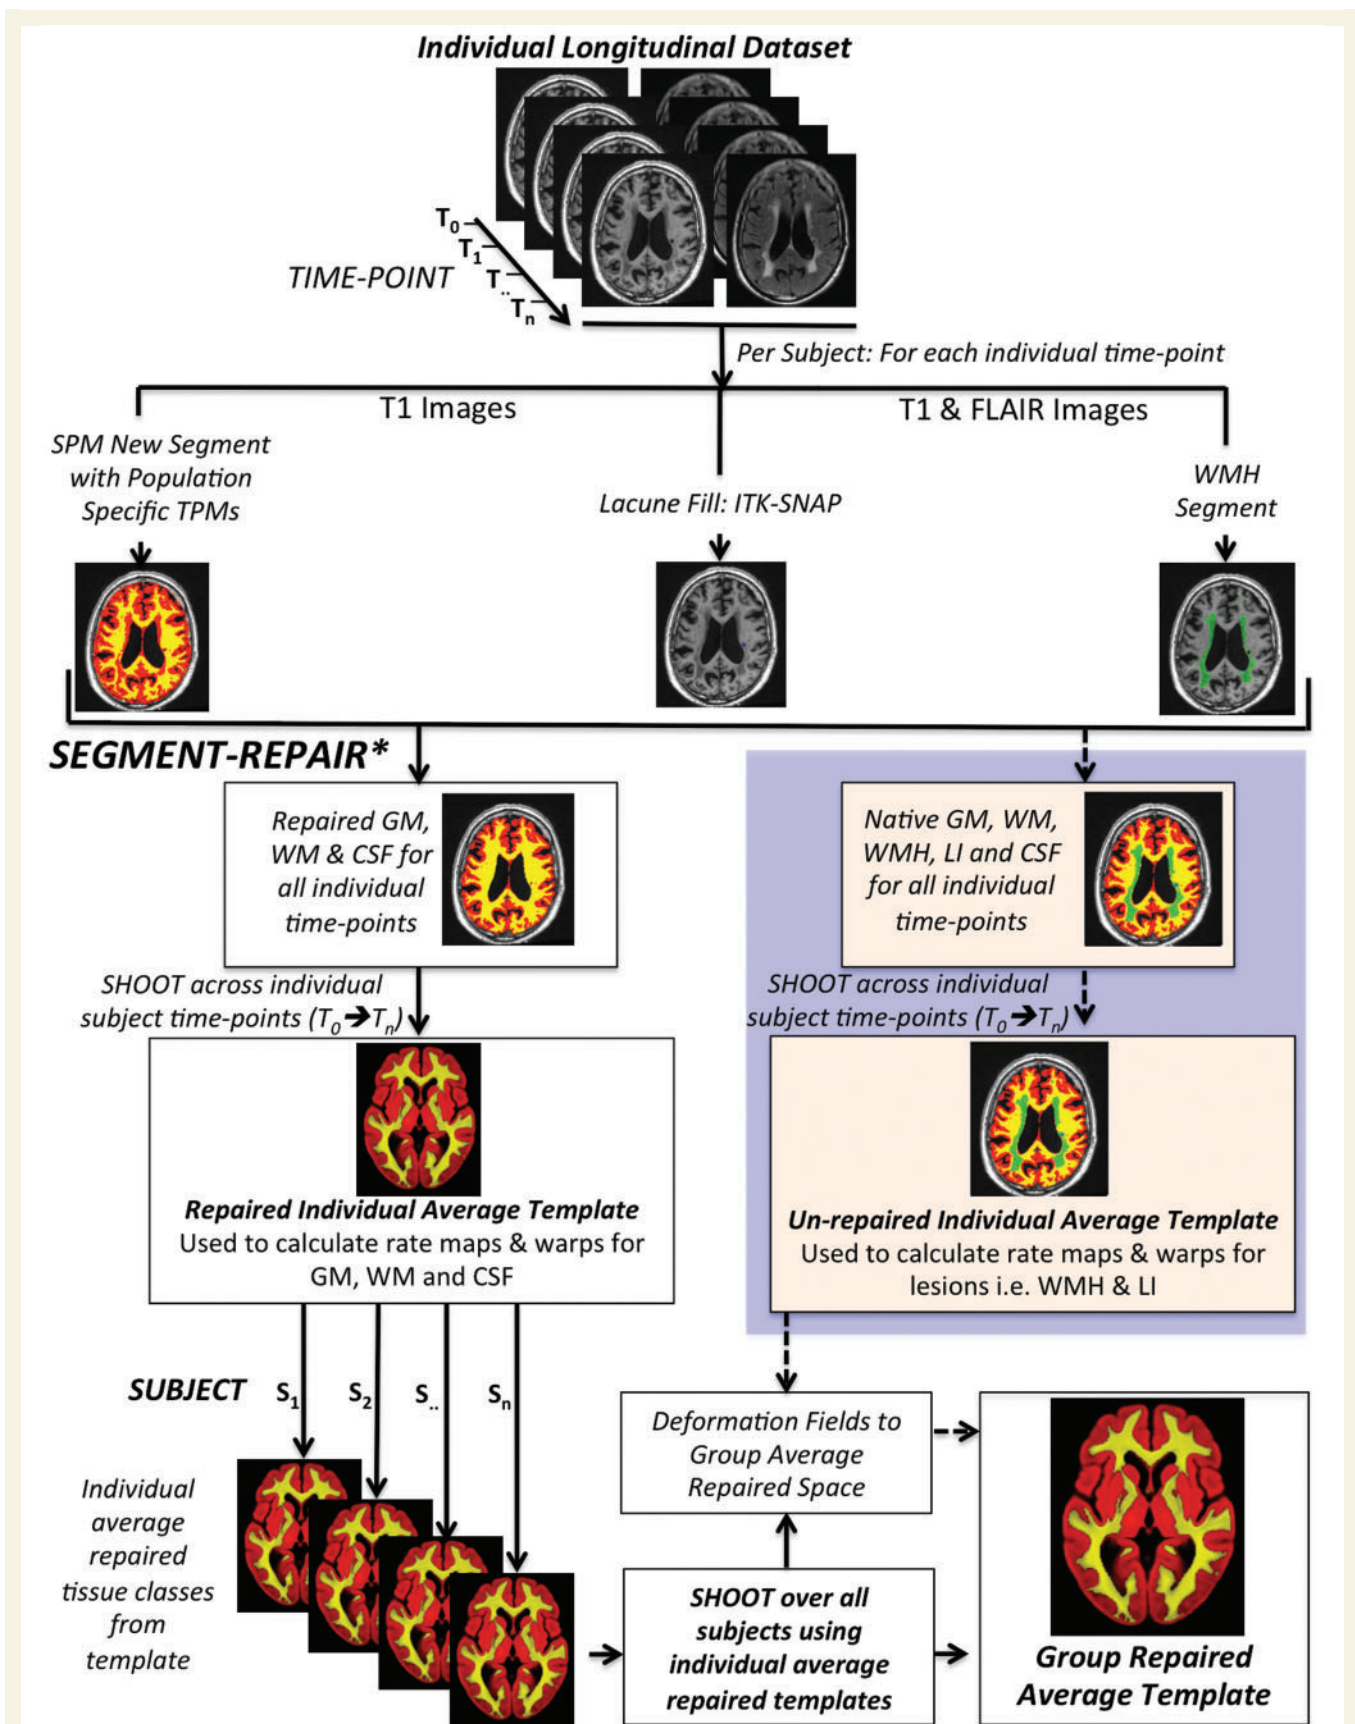 Individual Longitudinal Dataset
T0
T1
T..
Tn
TIME-POINT
Per Subject: For each individual time-point
T1 Images
T1 & FLAIR Images
SPM New Segment
with Population
Specific TPMs
Lacune Fill: ITK-SNAP
WMH
Segment
SEGMENT-REPAIR*
Repaired GM,
WM & CSF for
all individual
time-points
Native GM, WM,
WMH, LI and CSF
for all individual
time-points
SHOOT across individual
subject time-points (T0➔Tn)
SHOOT across individual
subject time-points (T0➔Tn)
Repaired Individual Average Template
Used to calculate rate maps & warps for
GM, WM and CSF
Un-repaired Individual Average Template
Used to calculate rate maps & warps for
lesions i.e. WMH & LI
SUBJECT
S1
S2
S..
Sn
Individual
average
repaired
tissue classes
from
template
Deformation Fields to
Group Average
Repaired Space
SHOOT over all
subjects using
individual average
repaired templates
Group Repaired
Average Template